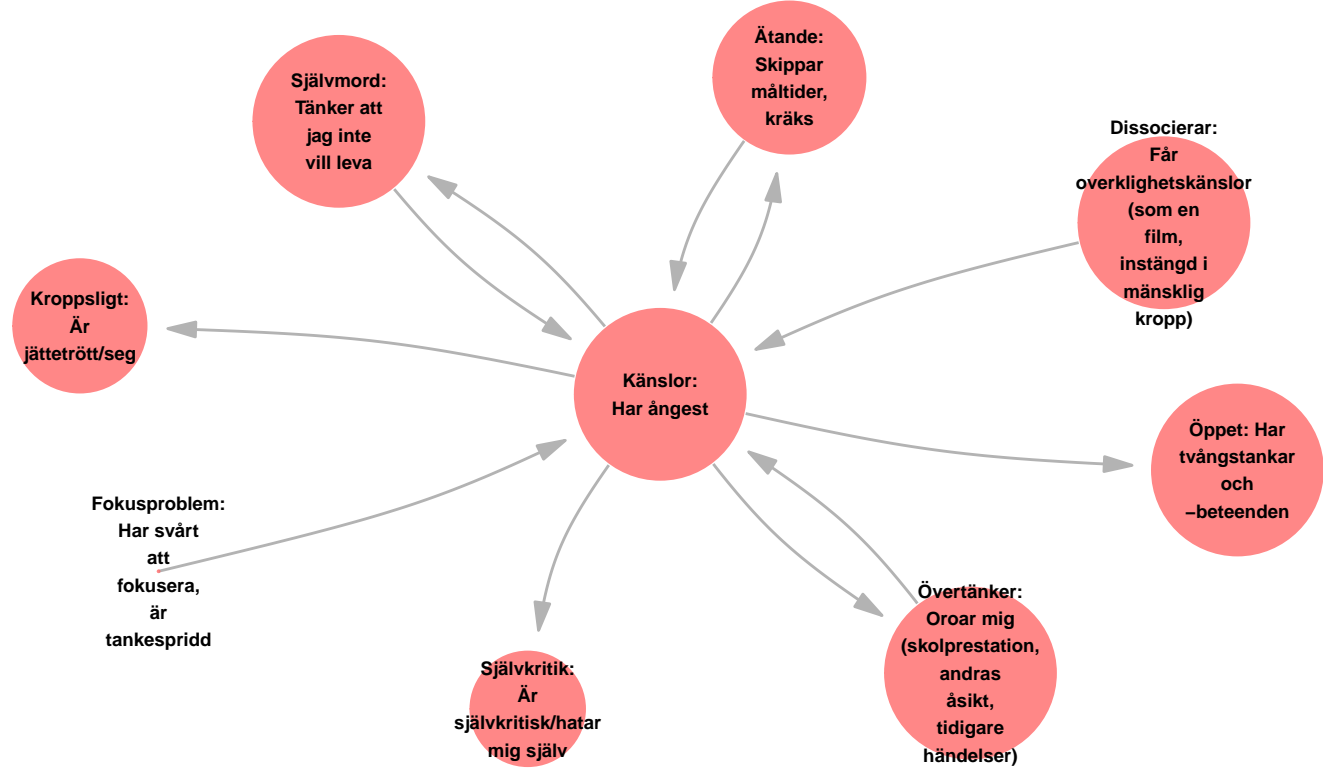 Självmord:
Tänker att
jag inte
vill leva
Ätande:
Skippar
måltider,
kräks
Dissocierar:
Får
overklighetskänslor
(som en
film,
instängd i
mänsklig
kropp)
Kroppsligt:
Är
jättetrött/seg
Känslor:
Har ångest
Öppet: Har
tvångstankar
och
–beteenden
Fokusproblem:
Har svårt
att
fokusera,
är
tankespridd
Självkritik:
Är
självkritisk/hatar
mig själv
Övertänker:
Oroar mig
(skolprestation,
andras
åsikt,
tidigare
händelser)